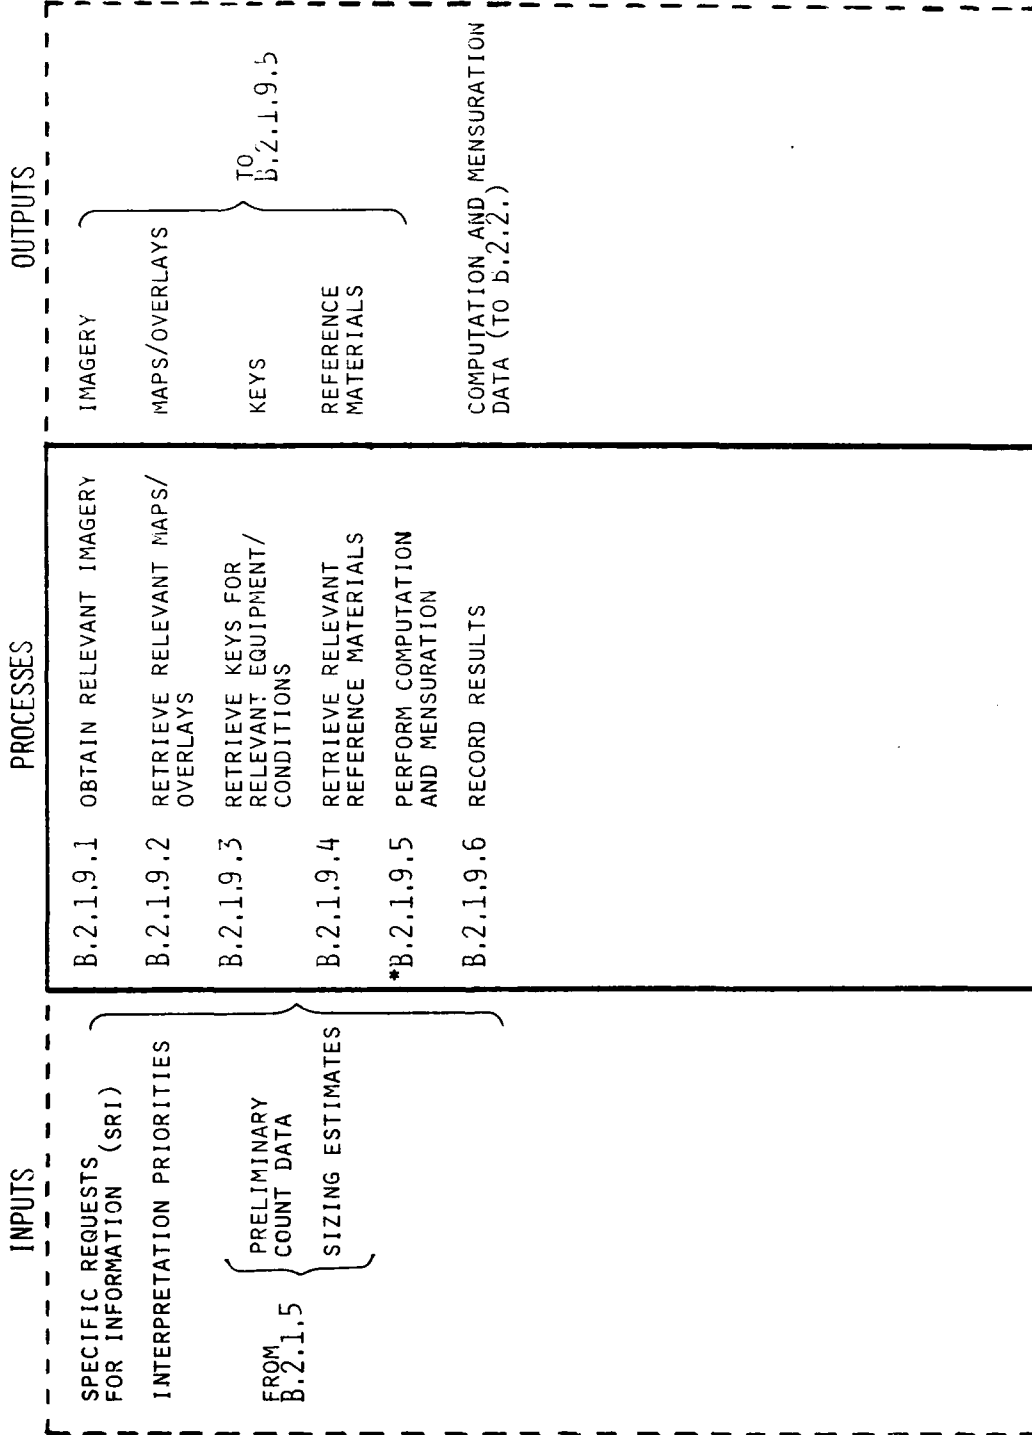 INPUTS
SPECIFIC REQUESTS
FOR INFORMATION (SRI)
INTERPRETATION PRIORITIES
FROM
B.2.1.5
PRELIMINARY
COUNT DATA
SIZING ESTIMATES
PROCESSES
B.2.1.9.1 OBTAIN RELEVANT IMAGERY
B.2.1.9.2 RETRIEVE RELEVANT MAPS/
OVERLAYS
B.2.1.9.3 RETRIEVE KEYS FOR
RELEVANT EQUIPMENT/
CONDITIONS
B.2.1.9.4 RETRIEVE RELEVANT
REFERENCE MATERIALS
*B.2.1.9.5 PERFORM COMPUTATION
AND MENSURATION
B.2.1.9.6 RECORD RESULTS
OUTPUTS
IMAGERY
MAPS/OVERLAYS
KEYS
REFERENCE
MATERIALS
TO
B.2.1.9.5
COMPUTATION AND MENSURATION
DATA (TO B.2.2.)